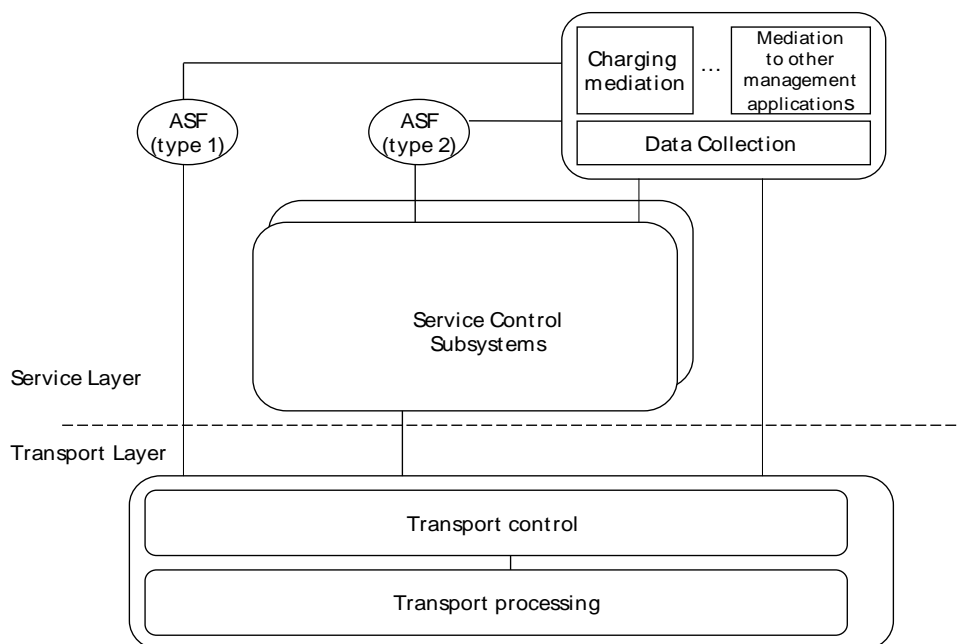 Charging
mediation
...
Mediation
to other
management
applications
ASF
(type 1)
ASF
(type 2)
Data Collection
Service Control
Subsystems
Service Layer
Transport Layer
Transport control
Transport processing